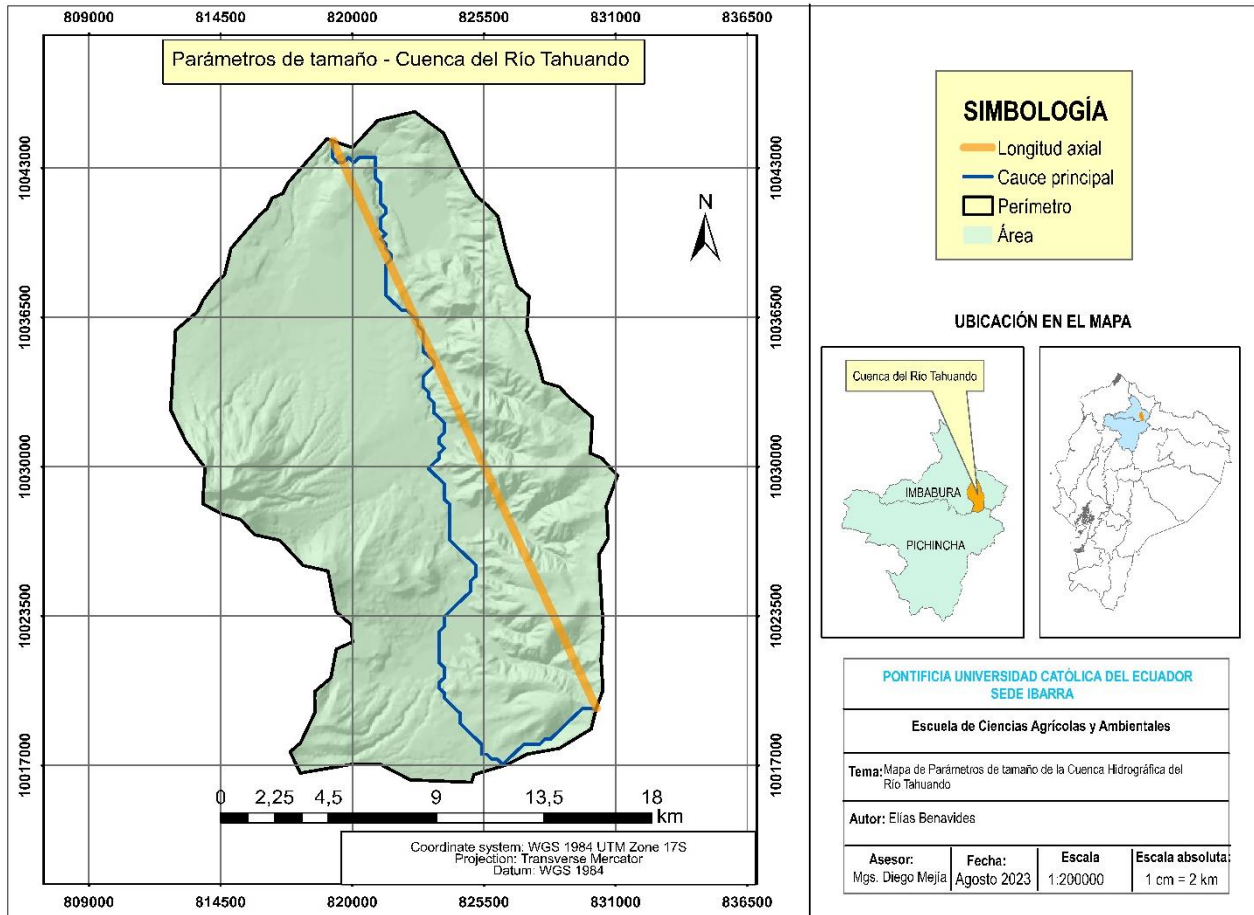 809000 814500 820000 825500 831000 836500
Parámetros de tamaño - Cuenca del Río Tahuando
10043000 10043000
10036500 10036500
10030000 10030000
10023500 10023500
10017000 10017000
N
0 2,25 4,5 9 13,5 18
km
Coordinate system: WGS 1984 UTM Zone 17S
Projection: Transverse Mercator
Datum: WGS 1984
809000 814500 820000 825500 831000 836500
SIMBOLOGÍA
Longitud axial
Cauce principal
Perímetro
Área
UBICACIÓN EN EL MAPA
Cuenca del Río Tahuando
IMBABURA
PICHINCHA
PONTIFICIA UNIVERSIDAD CATÓLICA DEL ECUADOR
SEDE IBARRA
Escuela de Ciencias Agrícolas y Ambientales
Tema: Mapa de Parámetros de tamaño de la Cuenca Hidrográfica del
Río Tahuando
Autor: Elías Benavides
Asesor: Fecha: Escala Escala absoluta:
Mgs. Diego Mejía Agosto 2023 1:200000 1 cm = 2 km